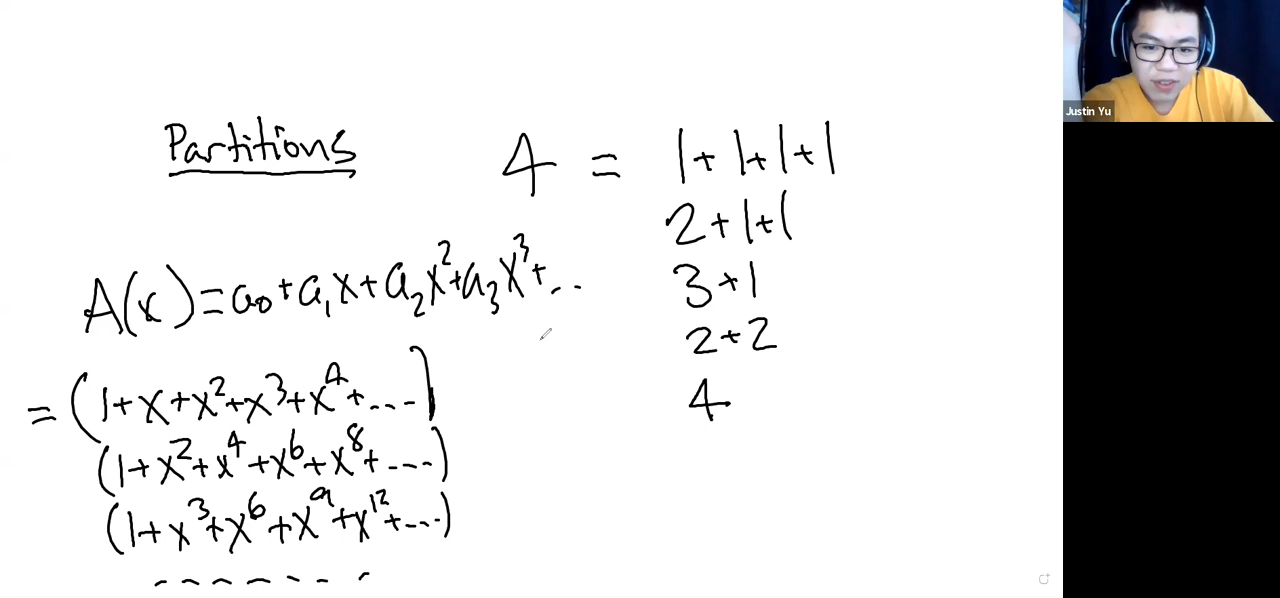 Partitions
4 = 1+1+1+1
2+1+1
3+1
2+2
4
A(x)=a₀+a₁x+a₂x²+a₃x³+..
=(1+x+x²+x³+x⁴+....)
(1+x²+x⁴+x⁶+x⁸+....)
(1+x³+x⁶+x⁹+x¹²+....)
Justin Yu